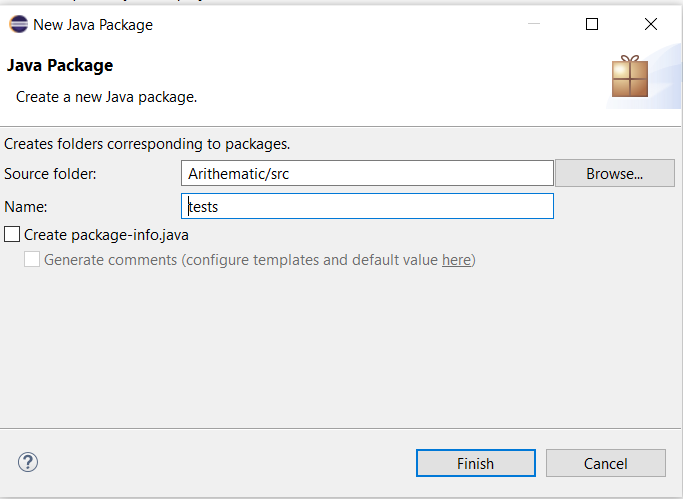 New Java Package
Java Package
Create a new Java package.
Creates folders corresponding to packages.
Source folder: Arithematic/src Browse...
Name: tests
Create package-info.java
Generate comments (configure templates and default value here)
? Finish Cancel